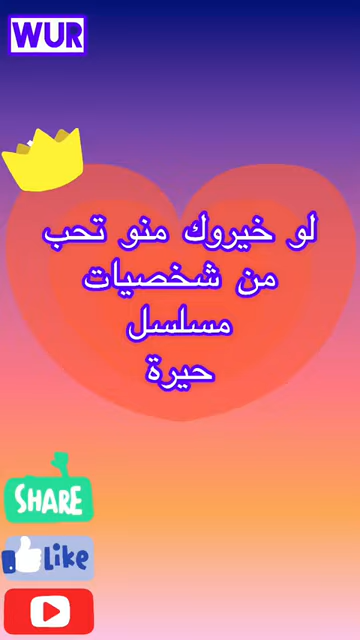 WUR
لو خيروك منو تحب
من شخصيات
مسلسل
حيرة
SHARE
Like